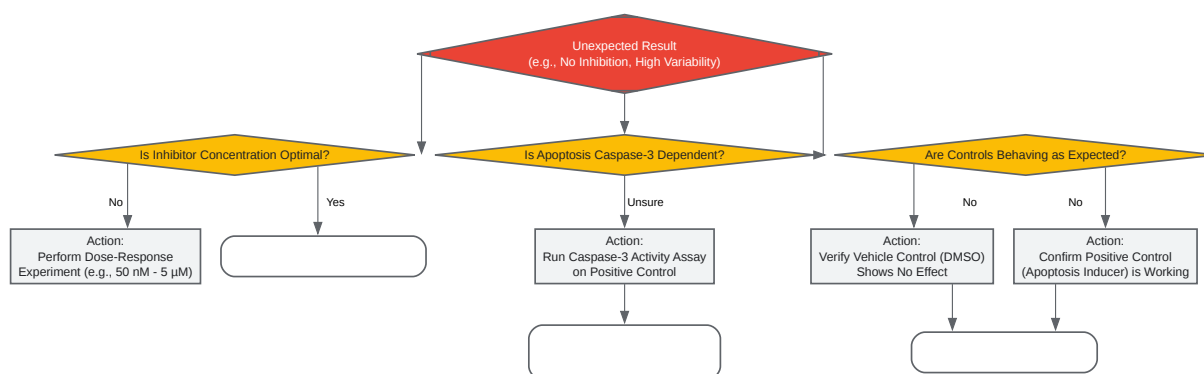 Unexpected Result
(e.g., No Inhibition, High Variability)
Is Inhibitor Concentration Optimal?
Is Apoptosis Caspase-3 Dependent?
Are Controls Behaving as Expected?
No
Yes
Unsure
No
No
Action:
Perform Dose-Response
Experiment (e.g., 50 nM - 5 µM)
Action:
Run Caspase-3 Activity Assay
on Positive Control
Action:
Verify Vehicle Control (DMSO)
Shows No Effect
Action:
Confirm Positive Control
(Apoptosis Inducer) is Working